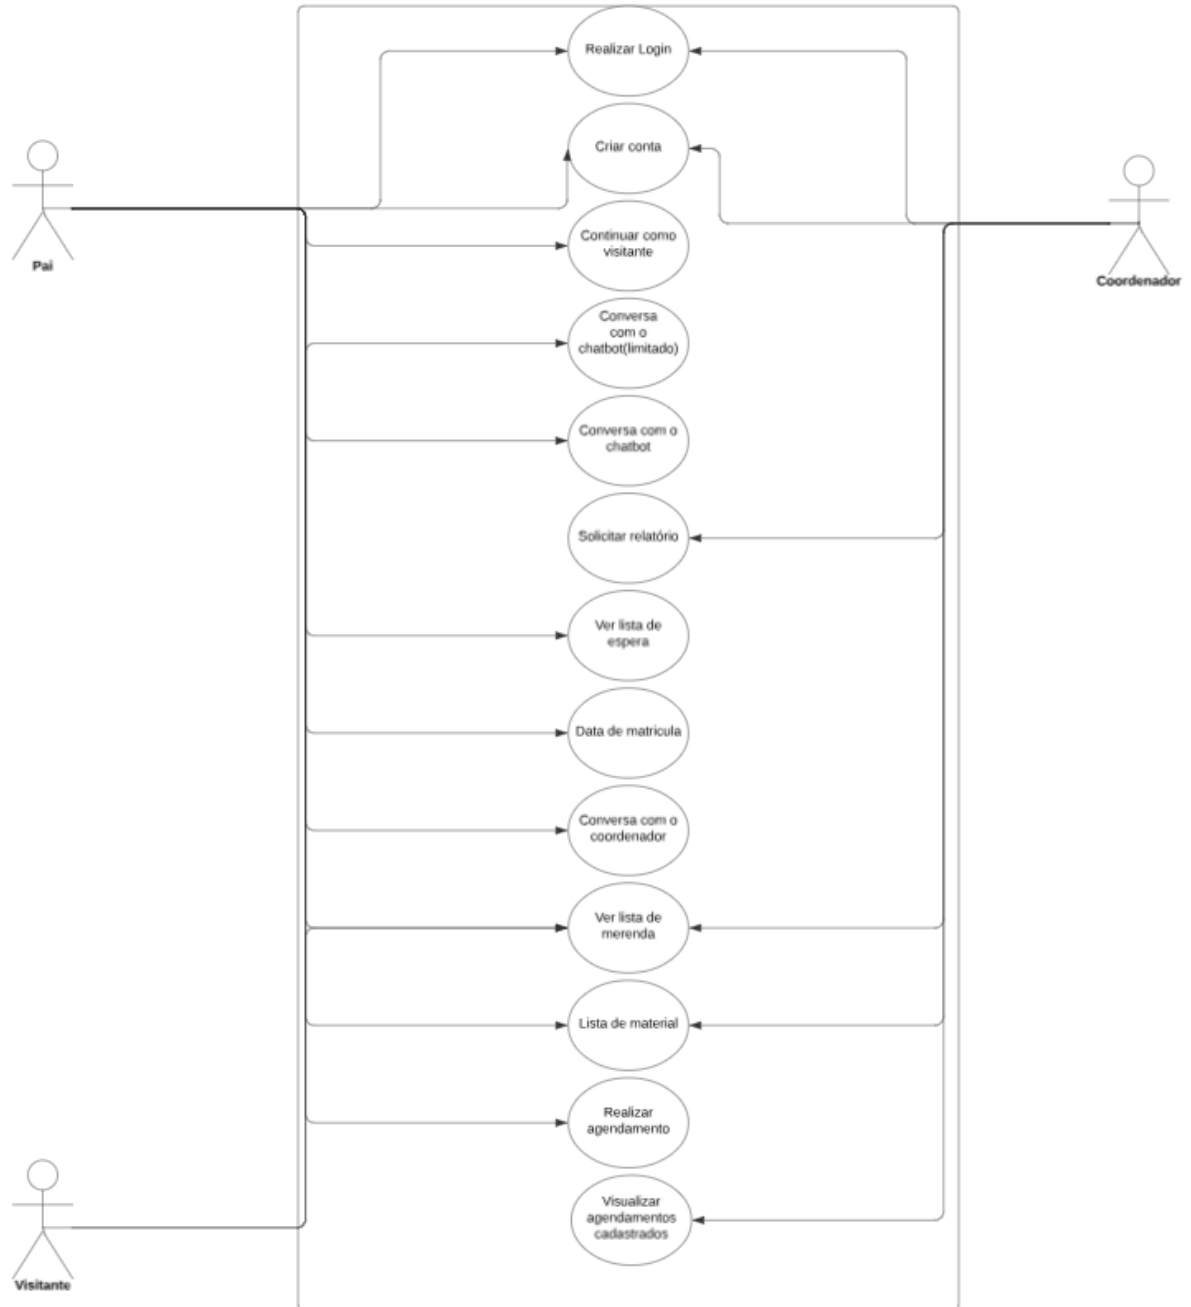 Realizar Login
Criar conta
Pai
Coordenador
Continuar como
visitante
Conversa
com o
chatbot(limitado)
Conversa com o
chatbot
Solicitar relatório
Ver lista de
espera
Data de matricula
Conversa com o
coordenador
Ver lista de
merenda
Lista de material
Realizar
agendamento
Visualizar
agendamentos
cadastrados
Visitante